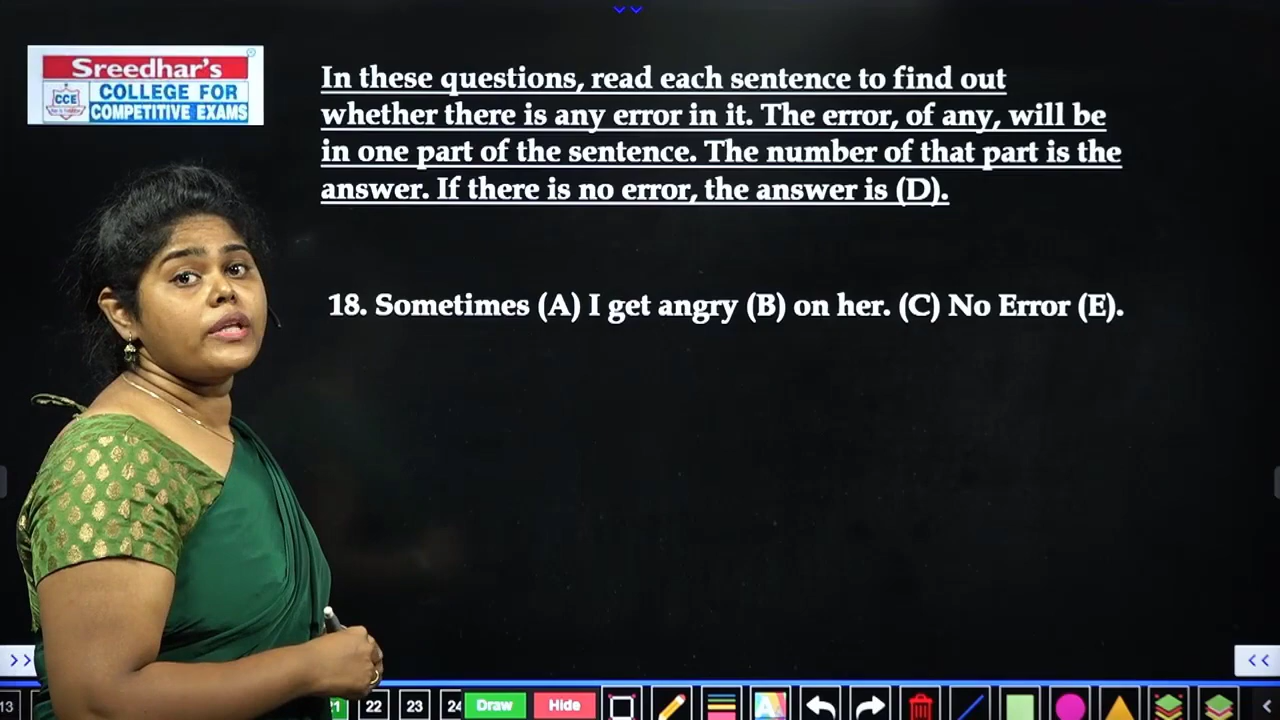 Sreedhar's
CCE
COLLEGE FOR
COMPETITIVE EXAMS
In these questions, read each sentence to find out
whether there is any error in it. The error, of any, will be
in one part of the sentence. The number of that part is the
answer. If there is no error, the answer is (D).
18. Sometimes (A) I get angry (B) on her. (C) No Error (E).
>>
<<
13
22
23
24
Draw
Hide
<